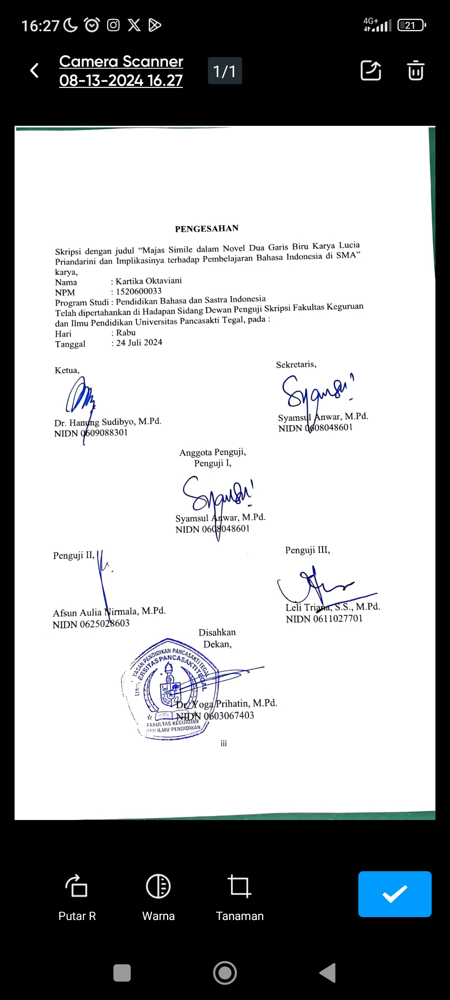 16:27
4G+
21
Camera Scanner
08-13-2024 16.27
1/1
PENGESAHAN
Skripsi dengan judul “Majas Simile dalam Novel Dua Garis Biru Karya Lucia
Priandarini dan Implikasinya terhadap Pembelajaran Bahasa Indonesia di SMA”
karya,
Nama : Kartika Oktaviani
NPM : 1520600033
Program Studi : Pendidikan Bahasa dan Sastra Indonesia
Telah dipertahankan di Hadapan Sidang Dewan Penguji Skripsi Fakultas Keguruan
dan Ilmu Pendidikan Universitas Pancasakti Tegal, pada :
Hari : Rabu
Tanggal : 24 Juli 2024
Ketua, Sekretaris,
Dr. Hanung Sudibyo, M.Pd. Syamsul Anwar, M.Pd.
NIDN 0609088301 NIDN 0608048601
Anggota Penguji,
Penguji I,
Syamsul Anwar, M.Pd.
NIDN 0608048601
Penguji II, Penguji III,
Afsun Aulia Nirmala, M.Pd. Leli Triana, S.S., M.Pd.
NIDN 0625028603 NIDN 0611027701
Disahkan
Dekan,
YASAN PENDIDIKAN PANCASAKTI TEGAL
ERSITAS PANCASAKTI TEGAL
Dr. Yoga Prihatin, M.Pd.
NIDN 0603067403
FAKULTAS KEGURUAN
DAN ILMU PENDIDIKAN
iii
Putar R
Warna
Tanaman